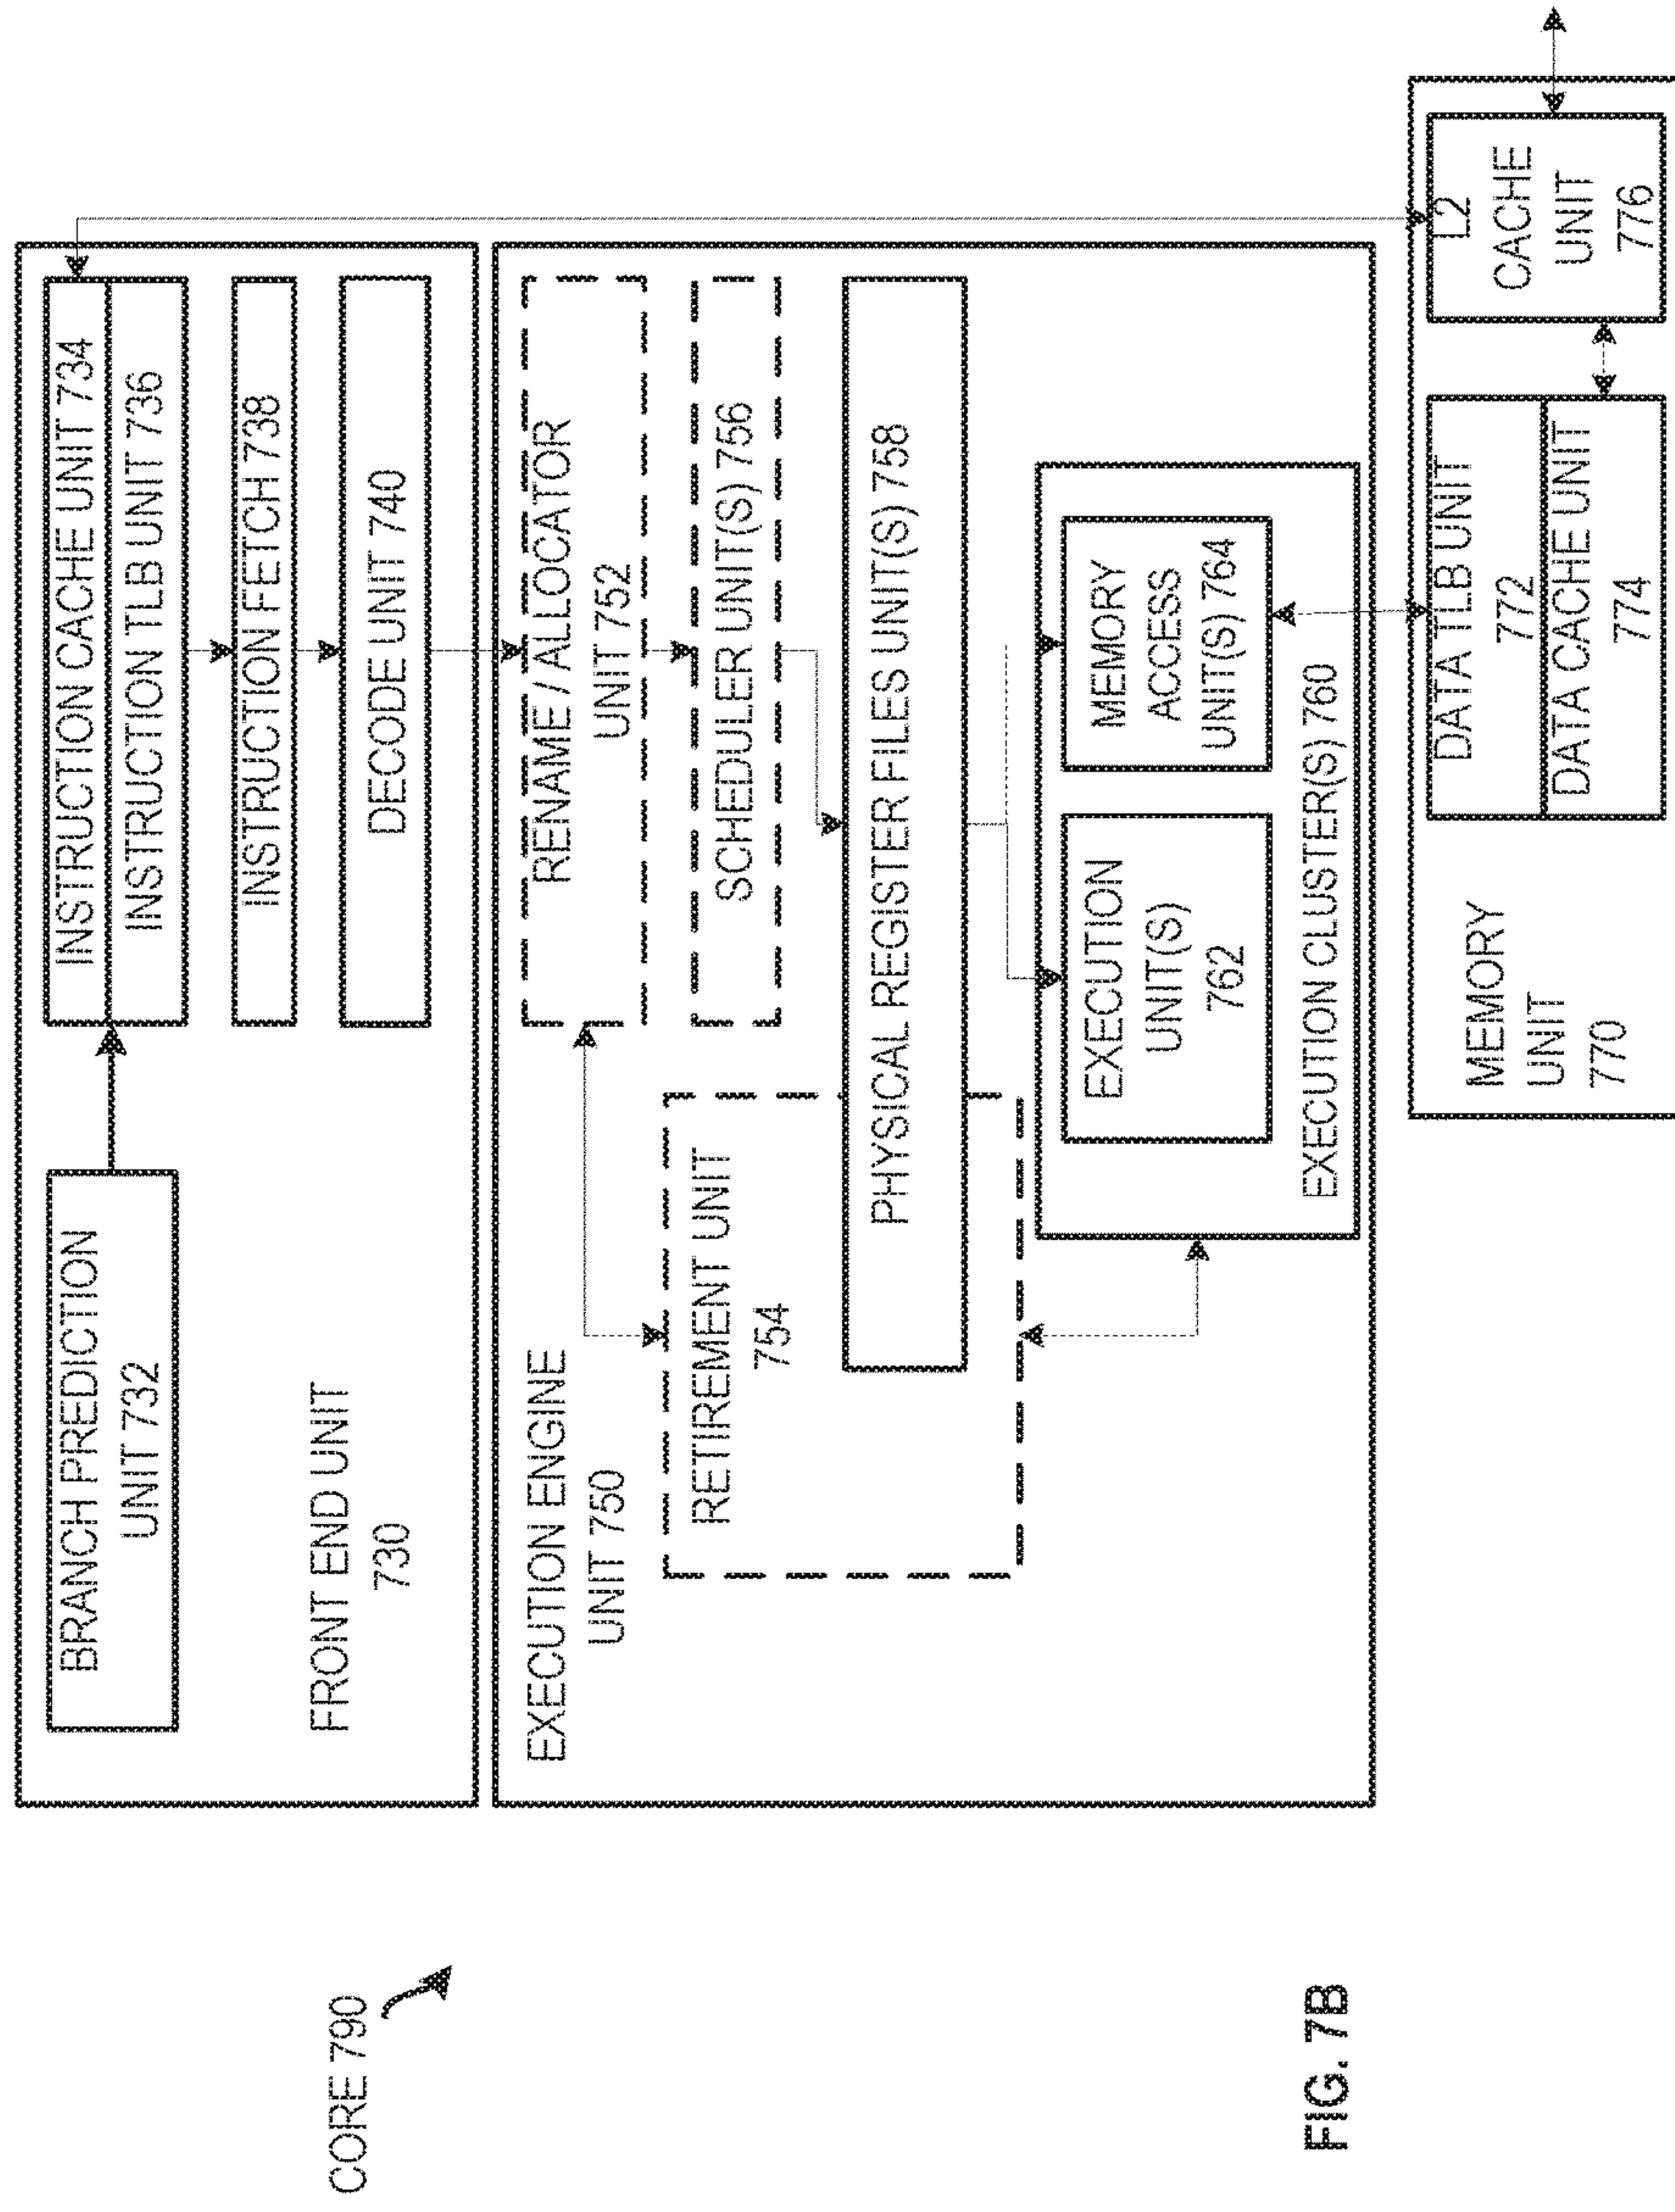 CORE 790
BRANCH PREDICTION
UNIT 732
INSTRUCTION CACHE UNIT 734
INSTRUCTION TLB UNIT 736
INSTRUCTION FETCH 738
DECODE UNIT 740
FRONT END UNIT
730
EXECUTION ENGINE
UNIT 750
RENAME / ALLOCATOR
UNIT 752
RETIREMENT UNIT
754
SCHEDULER UNIT(S) 756
PHYSICAL REGISTER FILES UNIT(S) 758
EXECUTION
UNIT(S)
762
MEMORY
ACCESS
UNIT(S) 764
EXECUTION CLUSTER(S) 760
MEMORY
UNIT
770
DATA TLB UNIT
772
DATA CACHE UNIT
774
L2
CACHE
UNIT
776
FIG. 7B